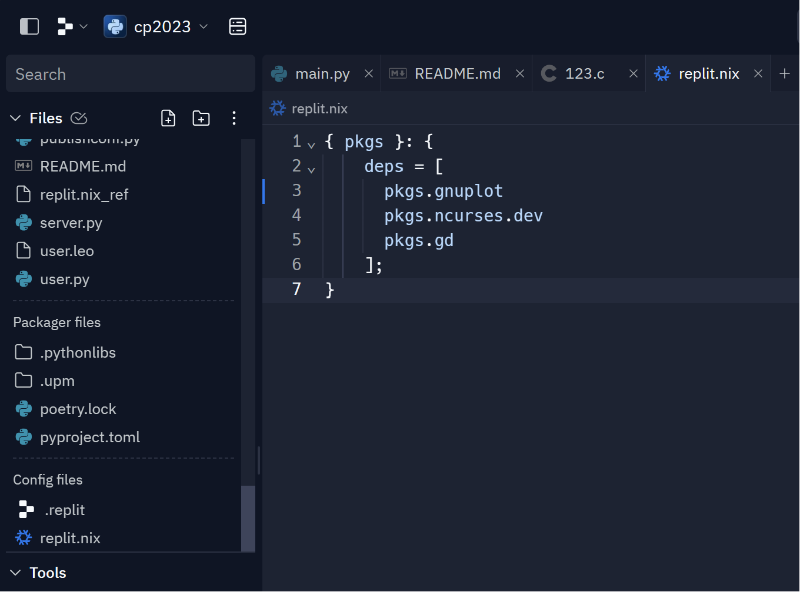 cp2023
Search
main.py
README.md
123.c
replit.nix
Files
replit.nix
publishcom.py
README.md
replit.nix_ref
server.py
user.leo
user.py
Packager files
.pythonlibs
.upm
poetry.lock
pyproject.toml
Config files
.replit
replit.nix
Tools
1 { pkgs }: {
2 deps = [
3 pkgs.gnuplot
4 pkgs.ncurses.dev
5 pkgs.gd
6 ];
7 }